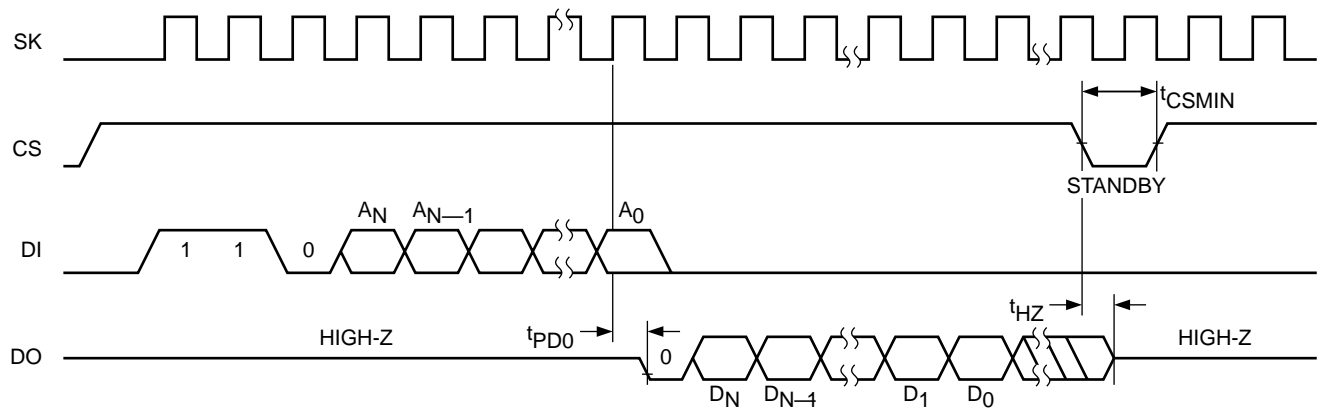 SK
tCSMIN
CS
STANDBY
AN AN—1 A0
DI 1 1 0
tPD0 tHZ
DO HIGH-Z 0 HIGH-Z
DN DN—1 D1 D0